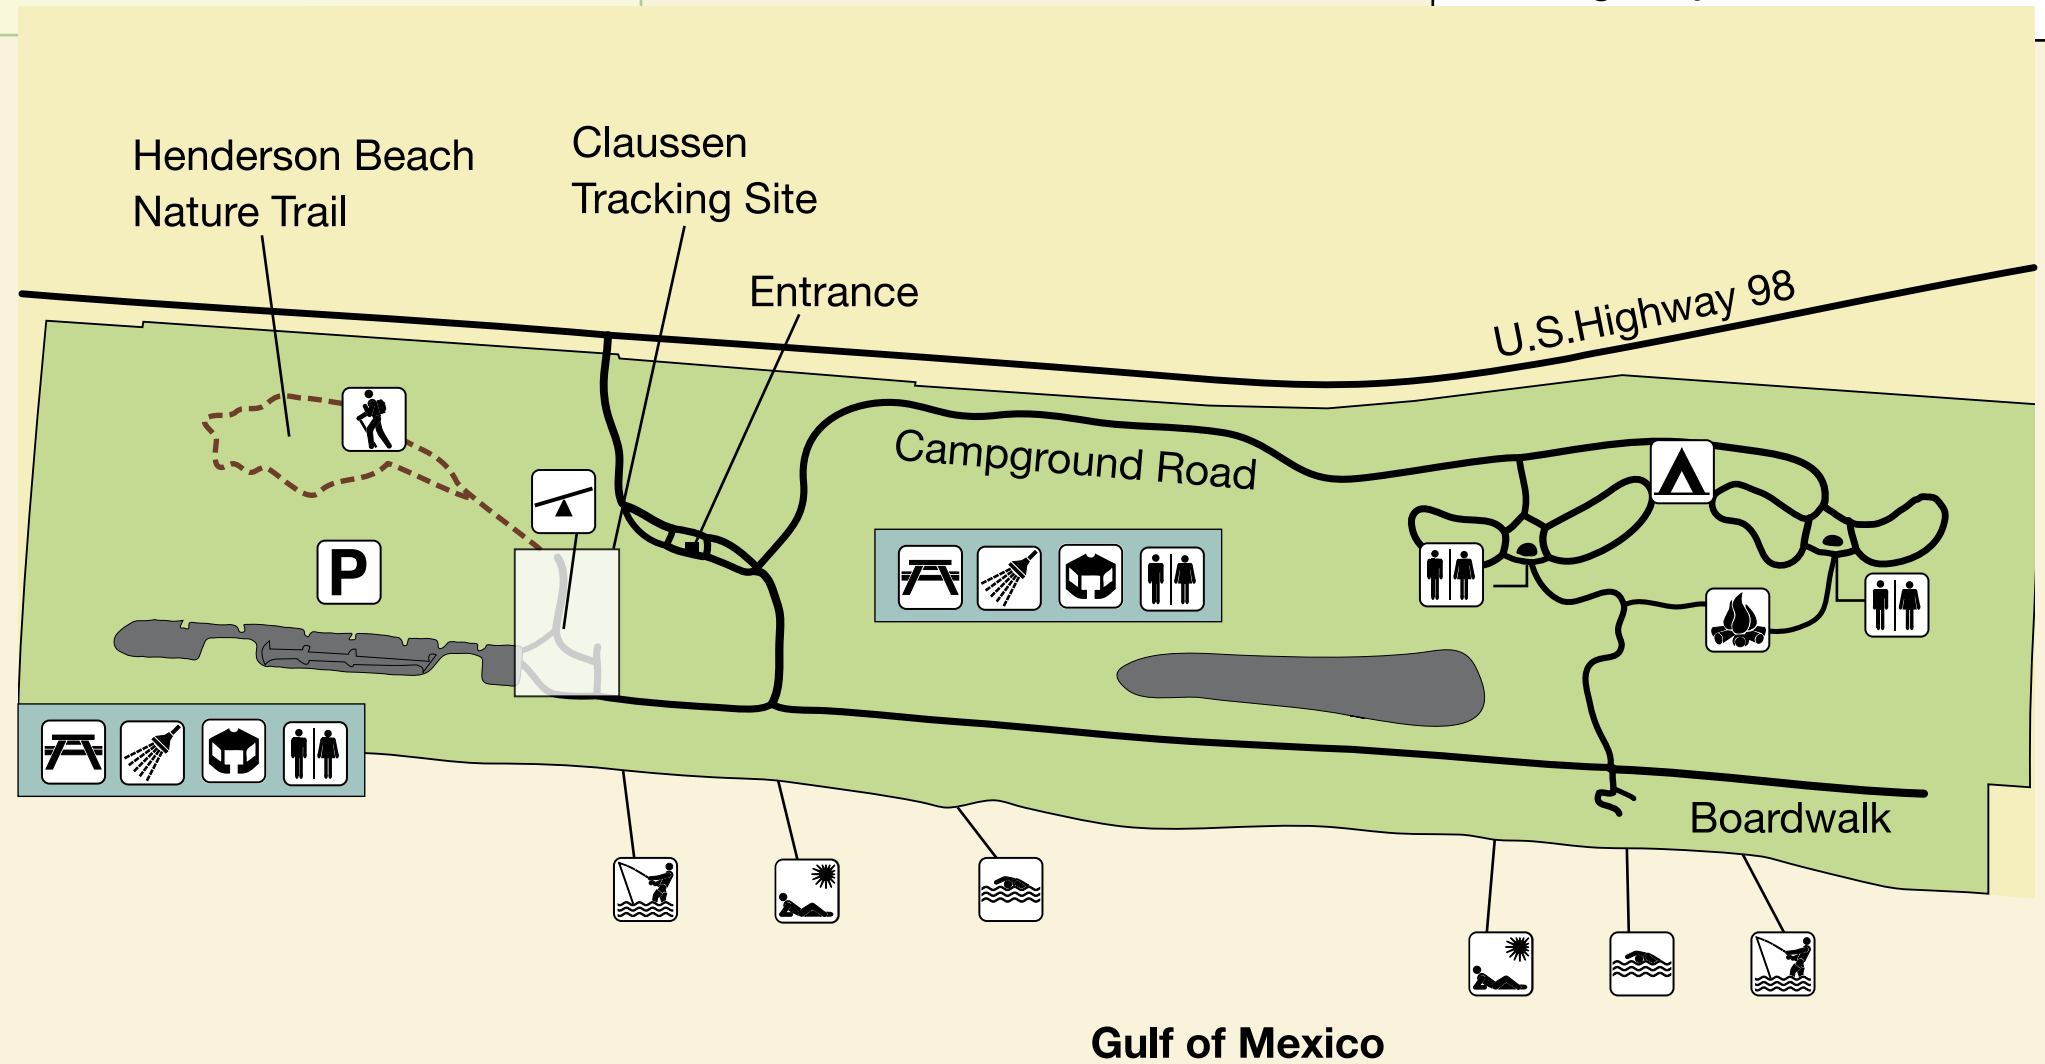 Henderson Beach
Nature Trail
Claussen
Tracking Site
Entrance
U.S.Highway 98
Campground Road
P
Boardwalk
Gulf of Mexico